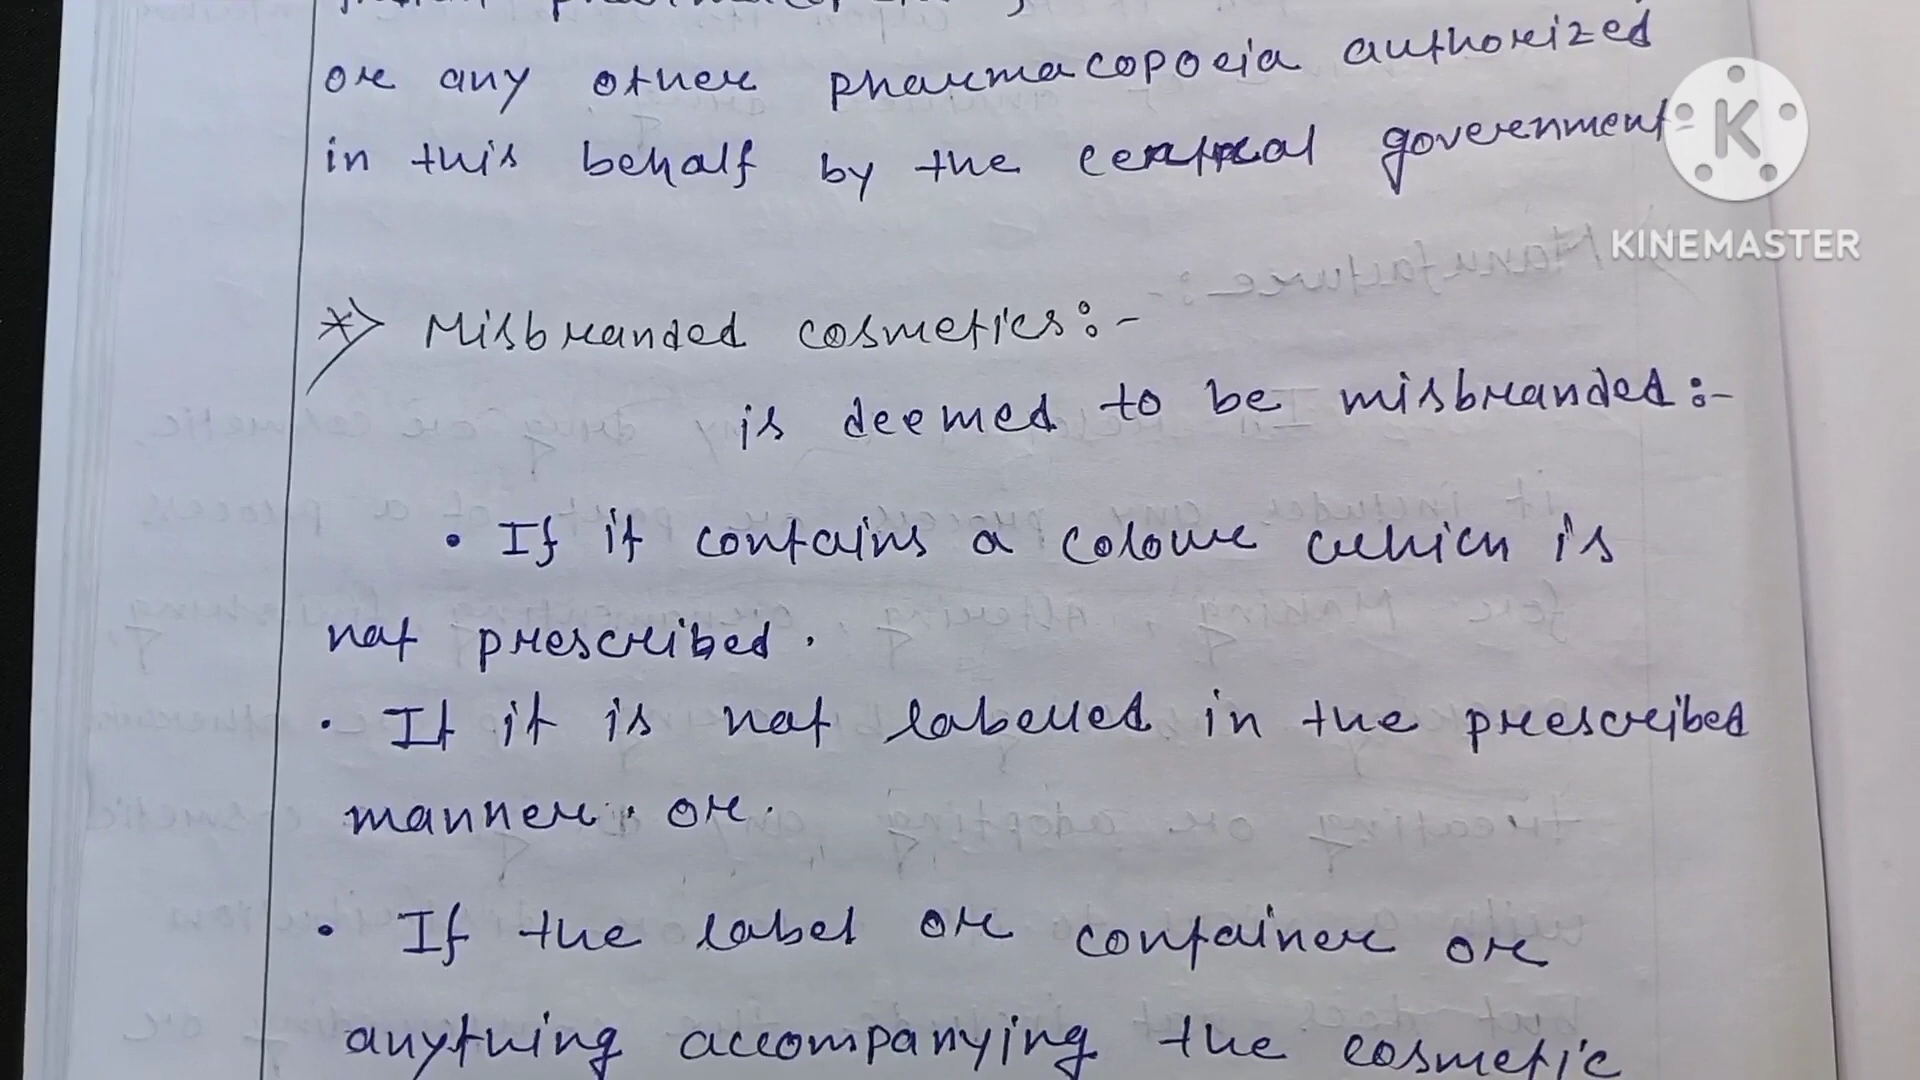 or any other pharmacopoeia authorized
in this behalf by the central government
KINEMASTER
* Misbranded cosmetics:-
is deemed to be misbranded:-
• If it contains a colour which is
not prescribed.
• If it is not labelled in the prescribed
manner. or.
• If the label or container or
anything accompanying the cosmetic